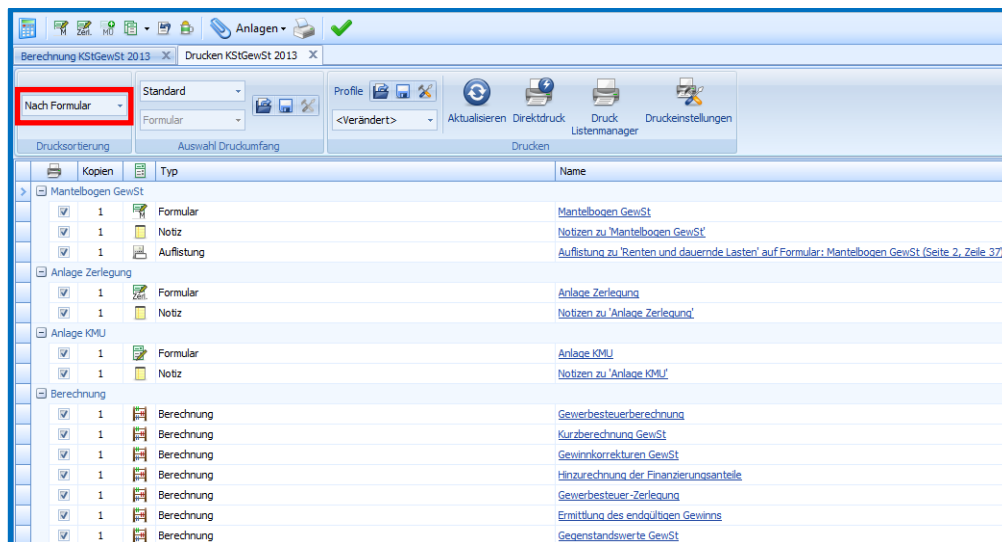 M Zerl. MU Anlagen
Berechnung KStGewSt 2013 X Drucken KStGewSt 2013 X
Nach Formular
Drucksortierung
Standard
Formular
Auswahl Druckumfang
Profile
<Verändert>
Aktualisieren Direktdruck Druck Listenmanager Druckeinstellungen
Drucken
Kopien Typ Name
Mantelbogen GewSt
1 M Formular Mantelbogen GewSt
1 Notiz Notizen zu 'Mantelbogen GewSt'
1 Auflistung Auflistung zu 'Renten und dauernde Lasten' auf Formular: Mantelbogen GewSt (Seite 2, Zeile 37)
Anlage Zerlegung
1 Zerl. Formular Anlage Zerlegung
1 Notiz Notizen zu 'Anlage Zerlegung'
Anlage KMU
1 Formular Anlage KMU
1 Notiz Notizen zu 'Anlage KMU'
Berechnung
1 Berechnung Gewerbesteuerberechnung
1 Berechnung Kurzberechnung GewSt
1 Berechnung Gewinnkorrekturen GewSt
1 Berechnung Hinzurechnung der Finanzierungsanteile
1 Berechnung Gewerbesteuer-Zerlegung
1 Berechnung Ermittlung des endgültigen Gewinns
1 Berechnung Gegenstandswerte GewSt